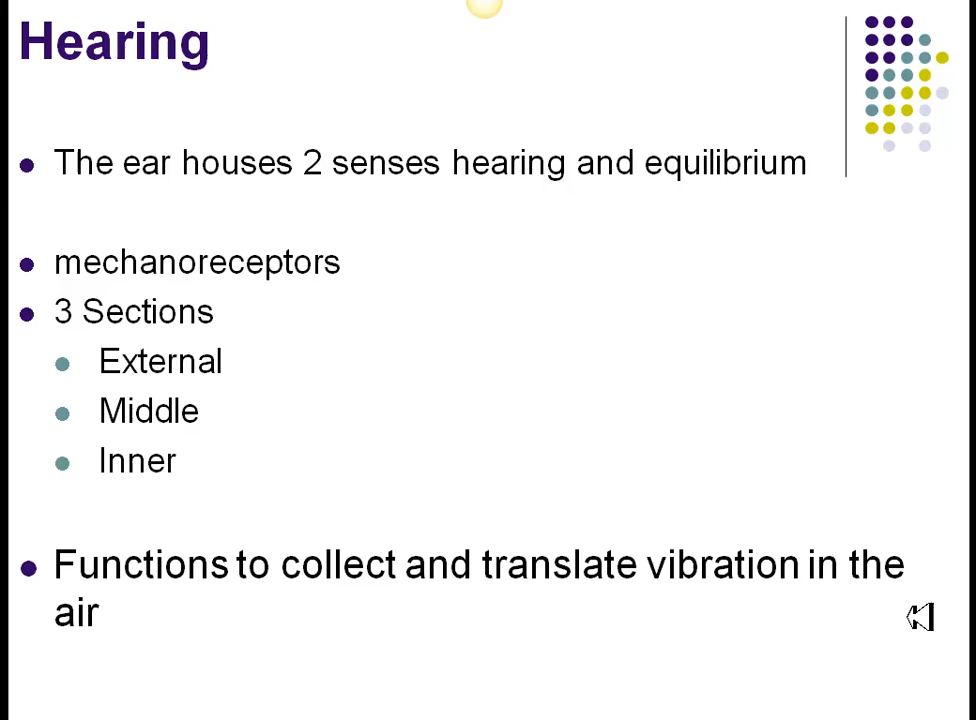 Hearing
The ear houses 2 senses hearing and equilibrium
mechanoreceptors
3 Sections
External
Middle
Inner
Functions to collect and translate vibration in the
air